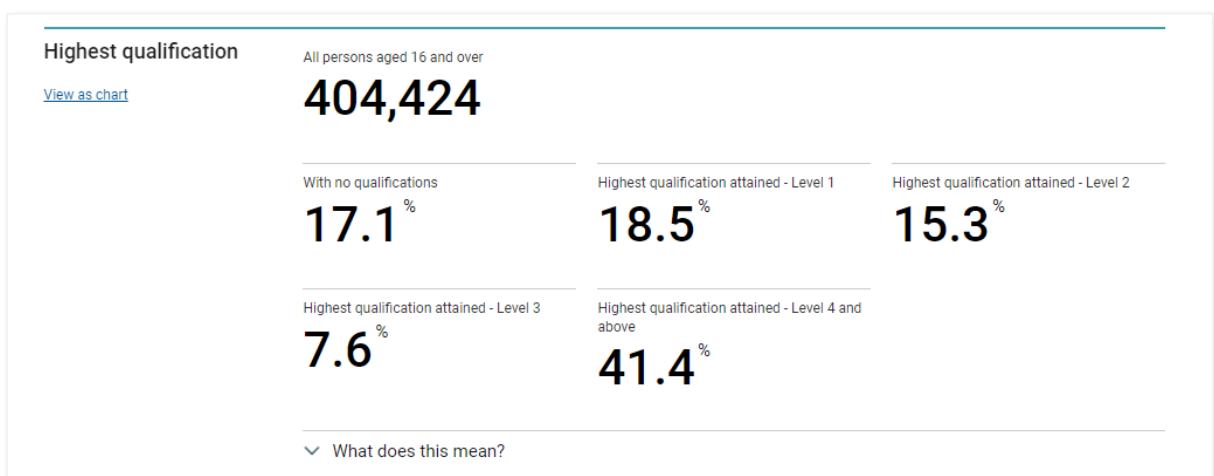 Highest qualification
View as chart
All persons aged 16 and over
404,424
With no qualifications
17.1%
Highest qualification attained - Level 1
18.5%
Highest qualification attained - Level 2
15.3%
Highest qualification attained - Level 3
7.6%
Highest qualification attained - Level 4 and
above
41.4%
What does this mean?